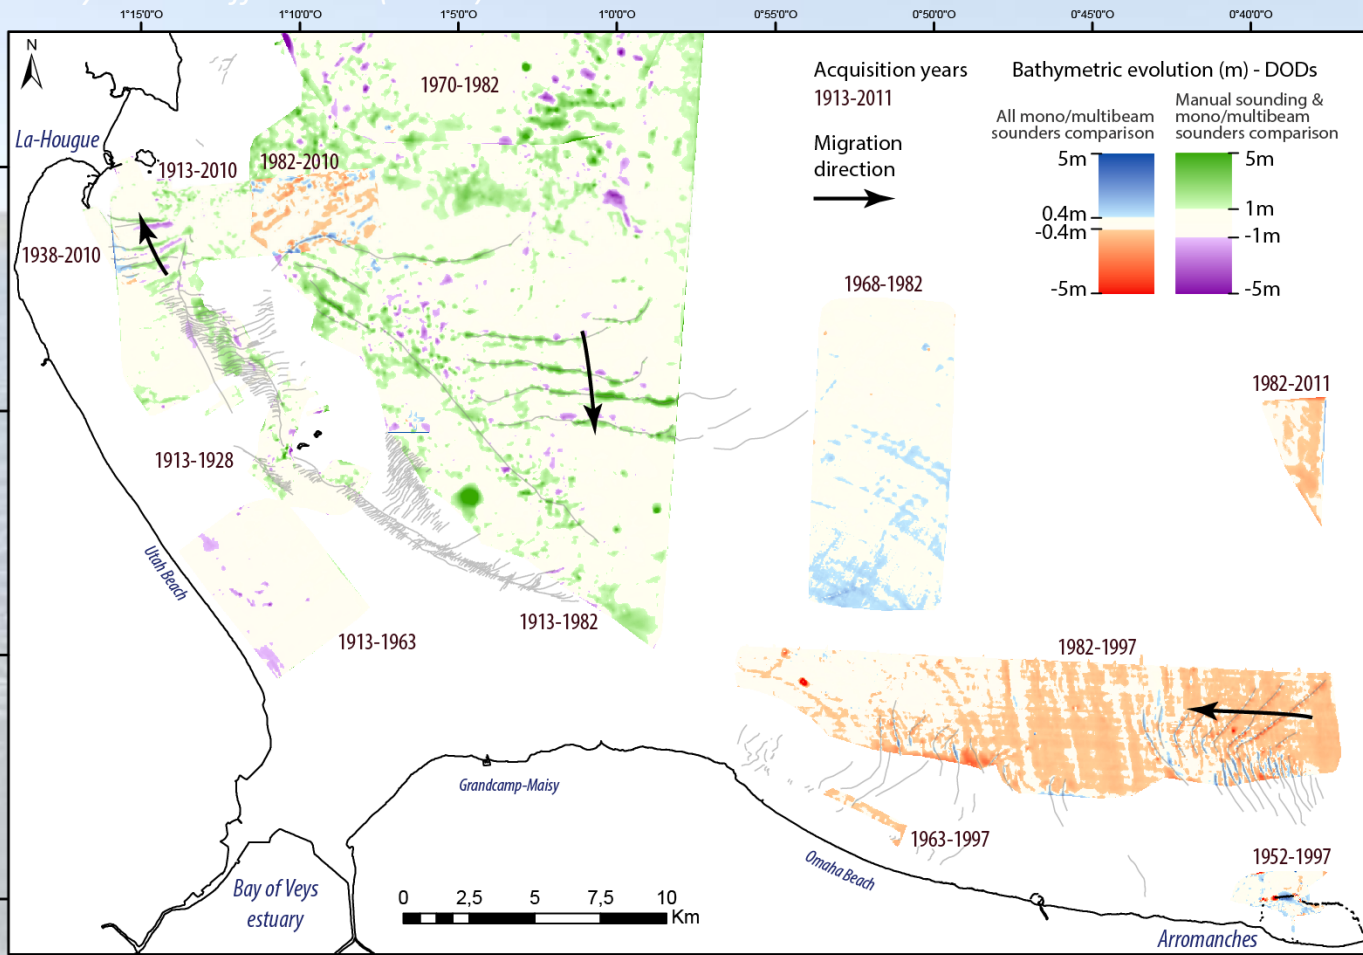 1°15'0"O 1°10'0"O 1°5'0"O 1°0'0"O 0°55'0"O 0°50'0"O 0°45'0"O 0°40'0"O
N
La-Hougue
1970-1982
1913-2010
1982-2010
1938-2010
Acquisition years
1913-2011
Migration
direction
Bathymetric evolution (m) - DODs
All mono/multibeam
sounders comparison
5m
0.4m
-0.4m
-5m
Manual sounding &
mono/multibeam
sounders comparison
5m
1m
-1m
-5m
1968-1982
1982-2011
1913-1928
Utah Beach
1913-1963
1913-1982
1982-1997
Grandcamp-Maisy
1963-1997
Omaha Beach
1952-1997
Bay of Veys
estuary
0 2,5 5 7,5 10
Km
Arromanches